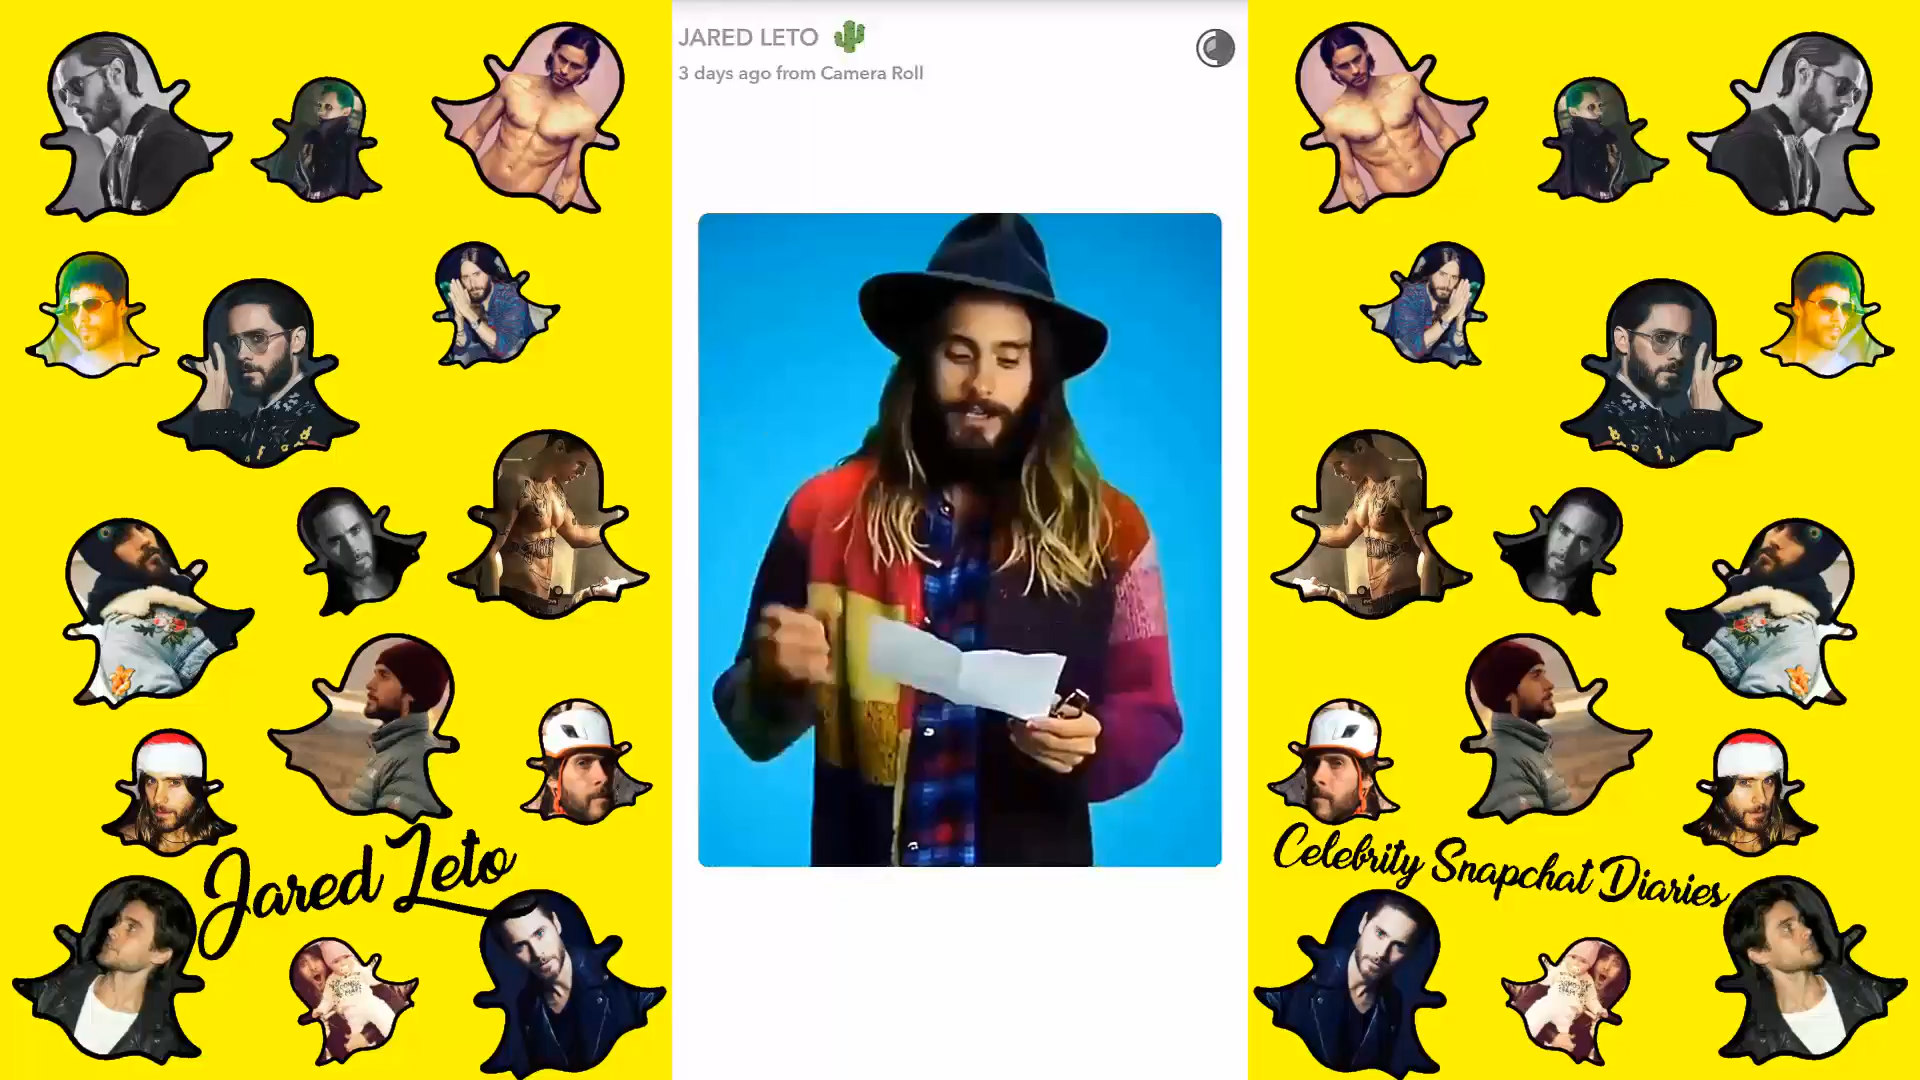 JARED LETO 🌵
3 days ago from Camera Roll
Jared Leto
Celebrity Snapchat Diaries